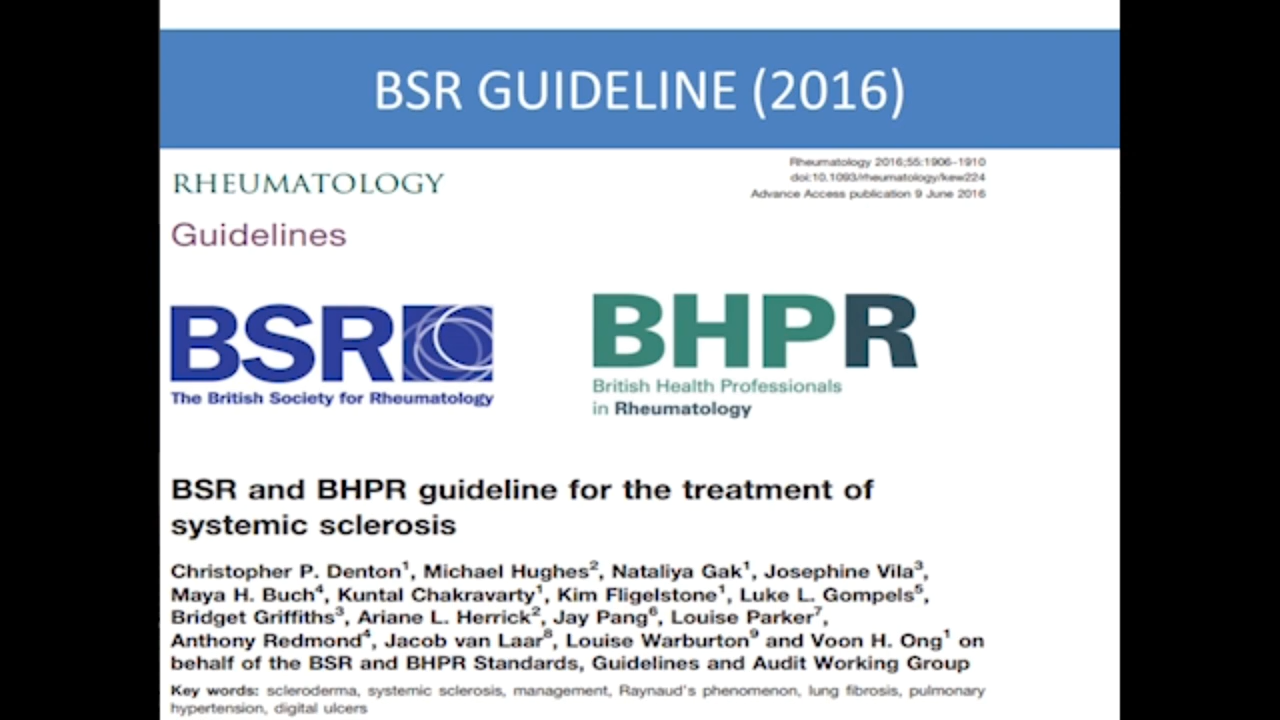 BSR GUIDELINE (2016)
RHEUMATOLOGY
Rheumatology 2016;55:1906–1910
doi:10.1093/rheumatology/kew224
Advance Access publication 9 June 2016
Guidelines
BSR
The British Society for Rheumatology
BHPR
British Health Professionals
in Rheumatology
BSR and BHPR guideline for the treatment of
systemic sclerosis
Christopher P. Denton¹, Michael Hughes², Nataliya Gak¹, Josephine Vila³,
Maya H. Buch⁴, Kuntal Chakravarty¹, Kim Fligelstone¹, Luke L. Gompels⁵,
Bridget Griffiths³, Ariane L. Herrick², Jay Pang⁶, Louise Parker⁷,
Anthony Redmond⁴, Jacob van Laar⁸, Louise Warburton⁹ and Voon H. Ong¹ on
behalf of the BSR and BHPR Standards, Guidelines and Audit Working Group
Key words: scleroderma, systemic sclerosis, management, Raynaud's phenomenon, lung fibrosis, pulmonary
hypertension, digital ulcers